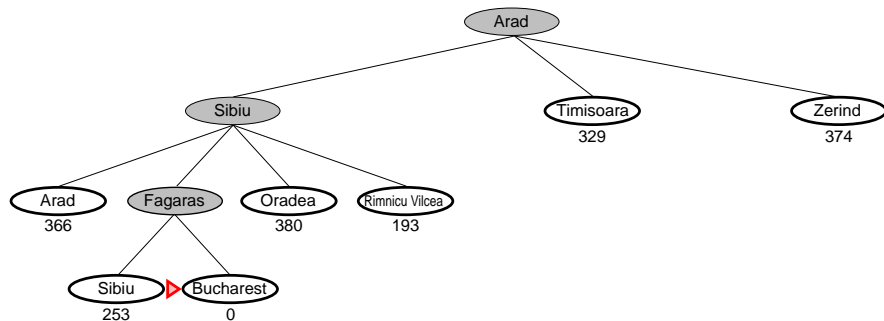 Arad
Sibiu
Timisoara
Zerind
329
374
Arad
Fagaras
Oradea
Rimnicu Vilcea
366
380
193
Sibiu
Bucharest
253
0